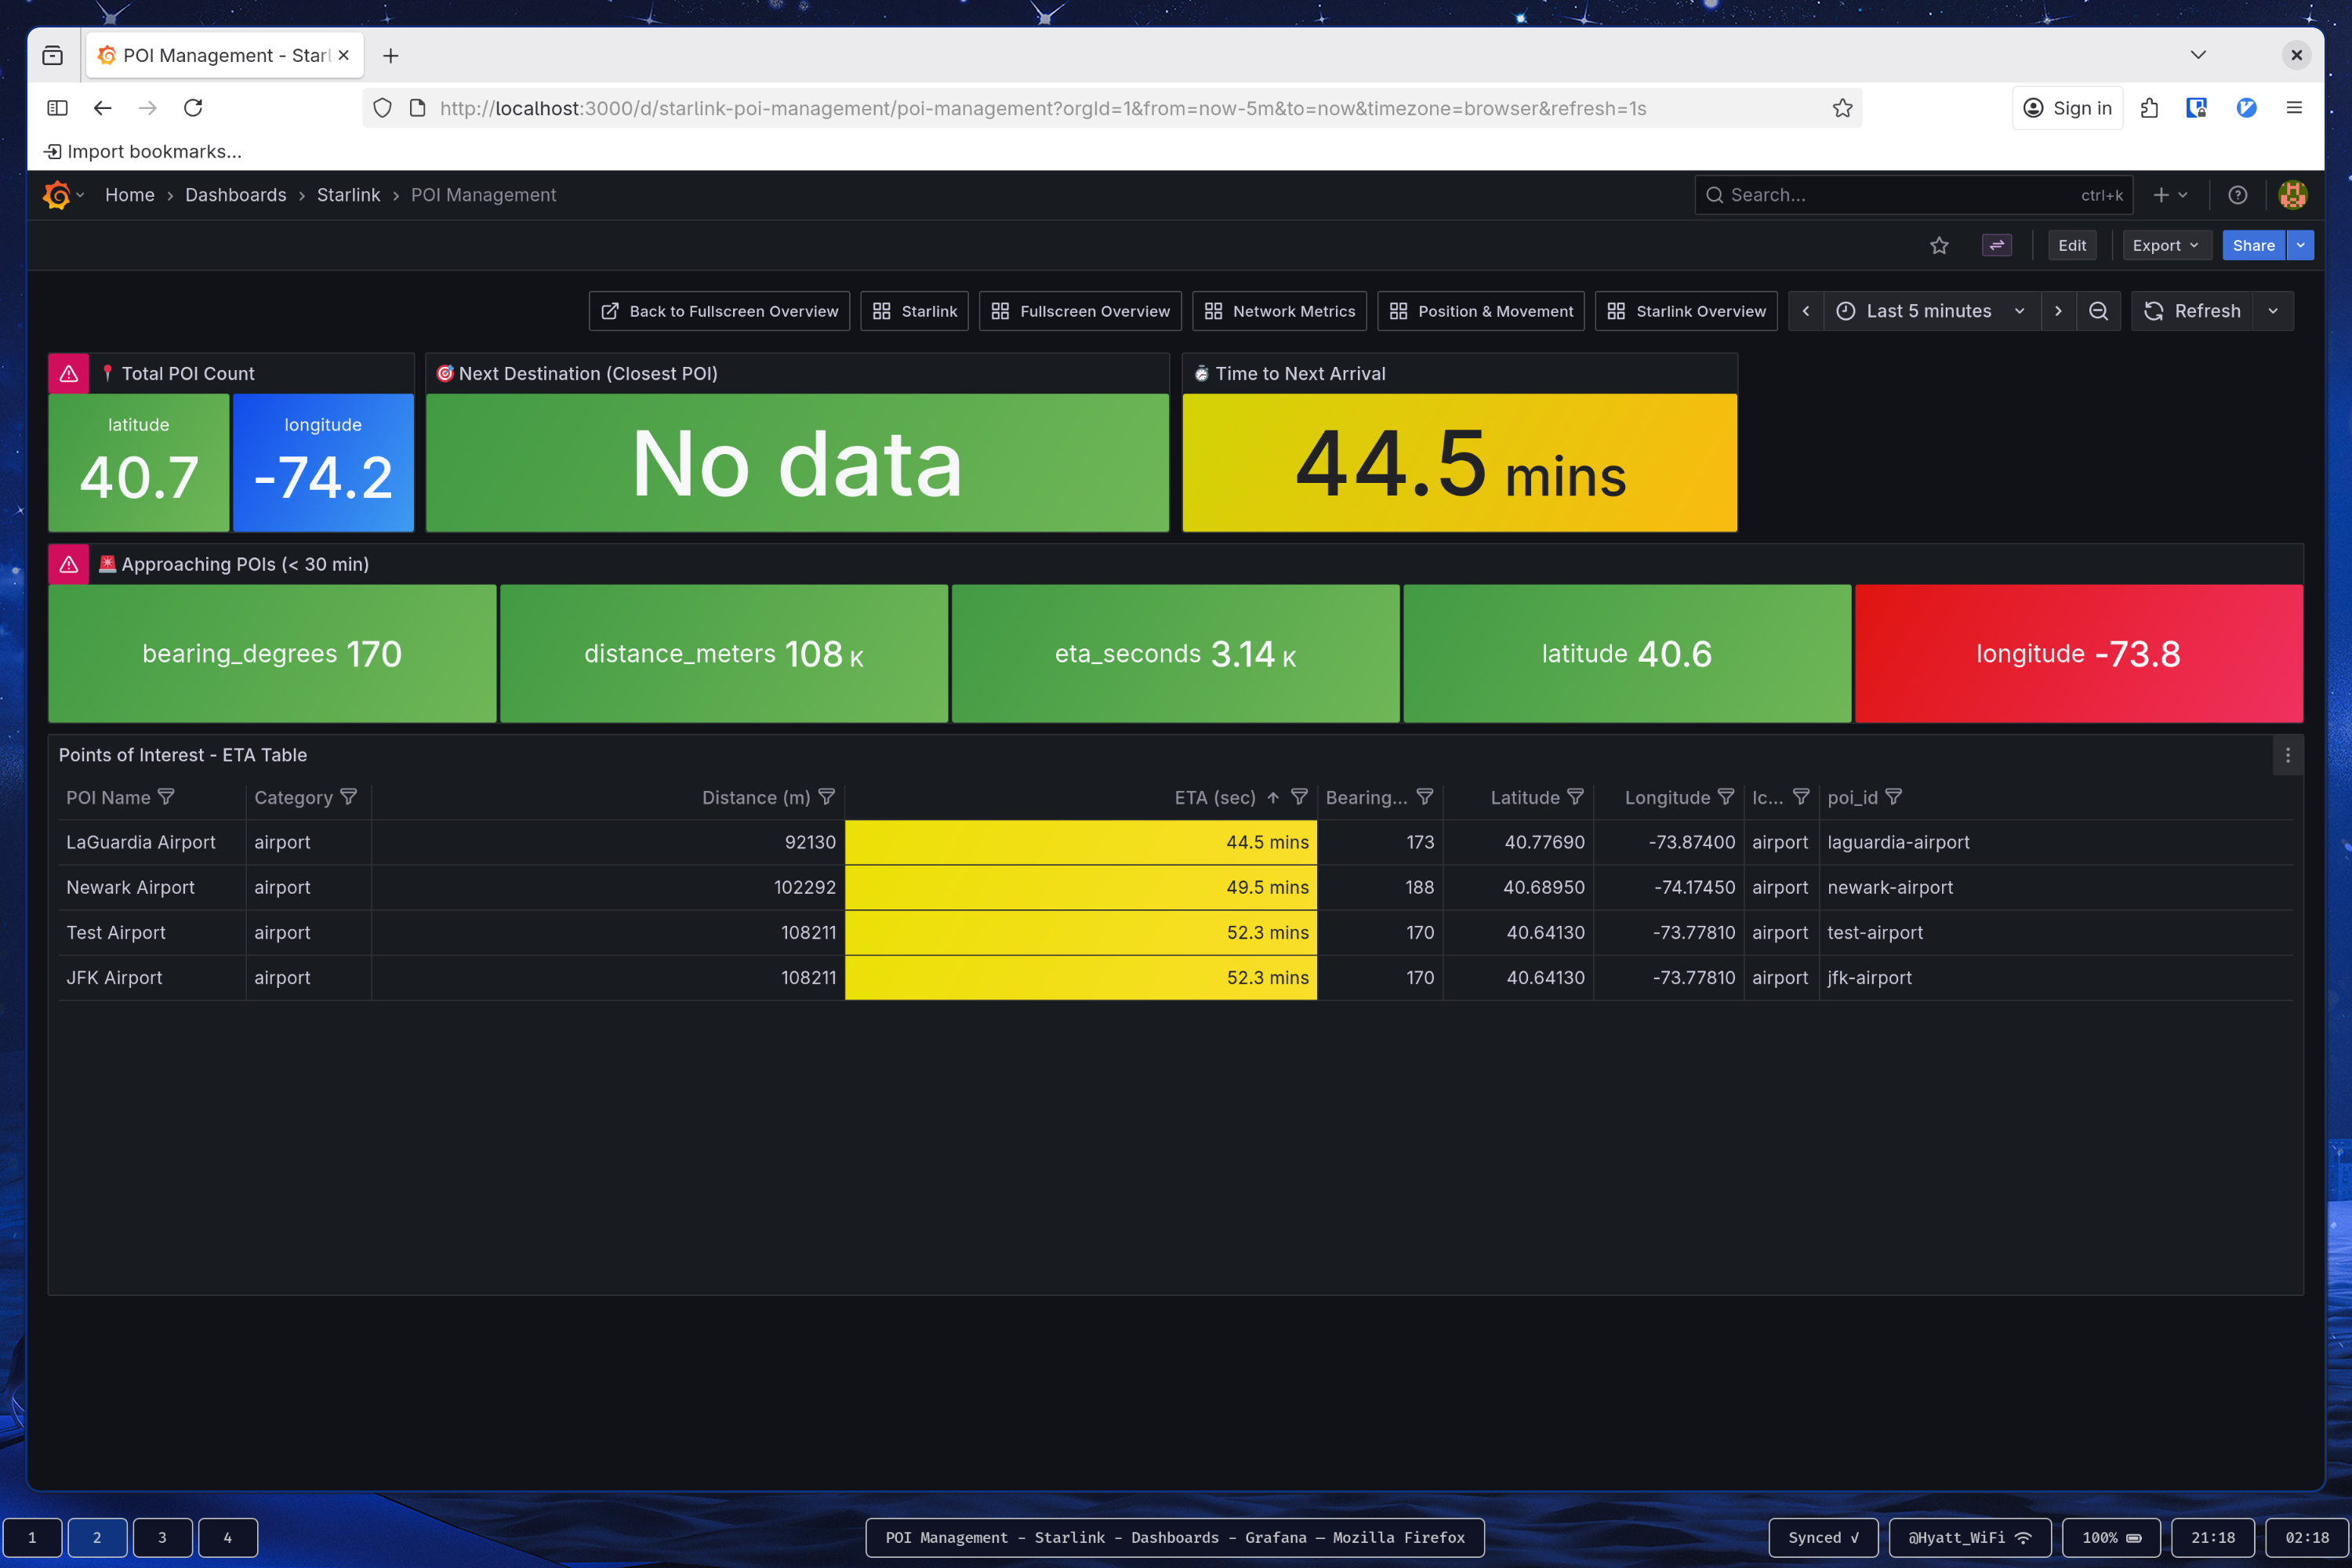 POI Management - Starl
http://localhost:3000/d/starlink-poi-management/poi-management?orgId=1&from=now-5m&to=now&timezone=browser&refresh=1s
Sign in
Import bookmarks...
Home › Dashboards › Starlink › POI Management
Search...
ctrl+k
Edit
Export
Share
Back to Fullscreen Overview
Starlink
Fullscreen Overview
Network Metrics
Position & Movement
Starlink Overview
Last 5 minutes
Refresh
Total POI Count
Next Destination (Closest POI)
Time to Next Arrival
latitude
40.7
longitude
-74.2
No data
44.5 mins
Approaching POIs (< 30 min)
bearing_degrees 170
distance_meters 108 K
eta_seconds 3.14 K
latitude 40.6
longitude -73.8
Points of Interest - ETA Table
POI Name Category Distance (m) ETA (sec) Bearing... Latitude Longitude Ic... poi_id
LaGuardia Airport airport 92130 44.5 mins 173 40.77690 -73.87400 airport laguardia-airport
Newark Airport airport 102292 49.5 mins 188 40.68950 -74.17450 airport newark-airport
Test Airport airport 108211 52.3 mins 170 40.64130 -73.77810 airport test-airport
JFK Airport airport 108211 52.3 mins 170 40.64130 -73.77810 airport jfk-airport
1
2
3
4
POI Management - Starlink - Dashboards - Grafana — Mozilla Firefox
Synced √
@Hyatt_WiFi
100%
21:18
02:18